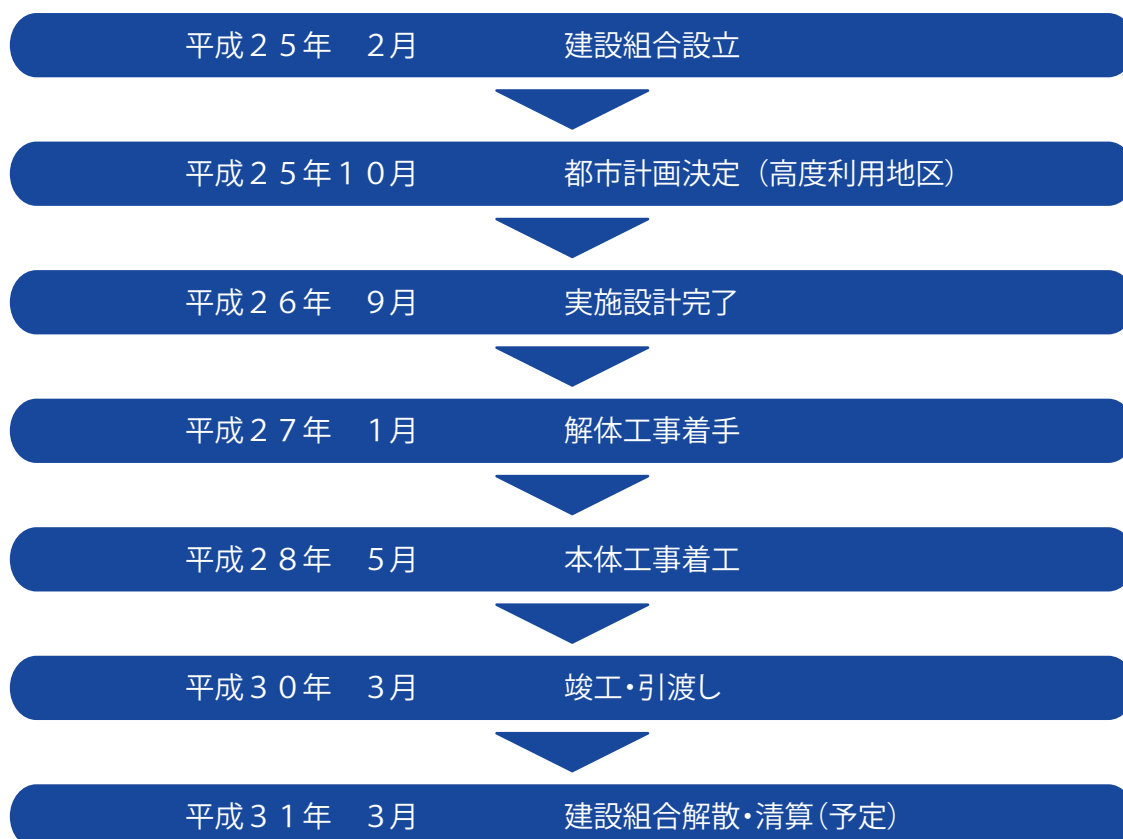 平成２５年　２月　建設組合設立
平成２５年１０月　都市計画決定（高度利用地区）
平成２６年　９月　実施設計完了
平成２７年　１月　解体工事着手
平成２８年　５月　本体工事着工
平成３０年　３月　竣工・引渡し
平成３１年　３月　建設組合解散・清算（予定）